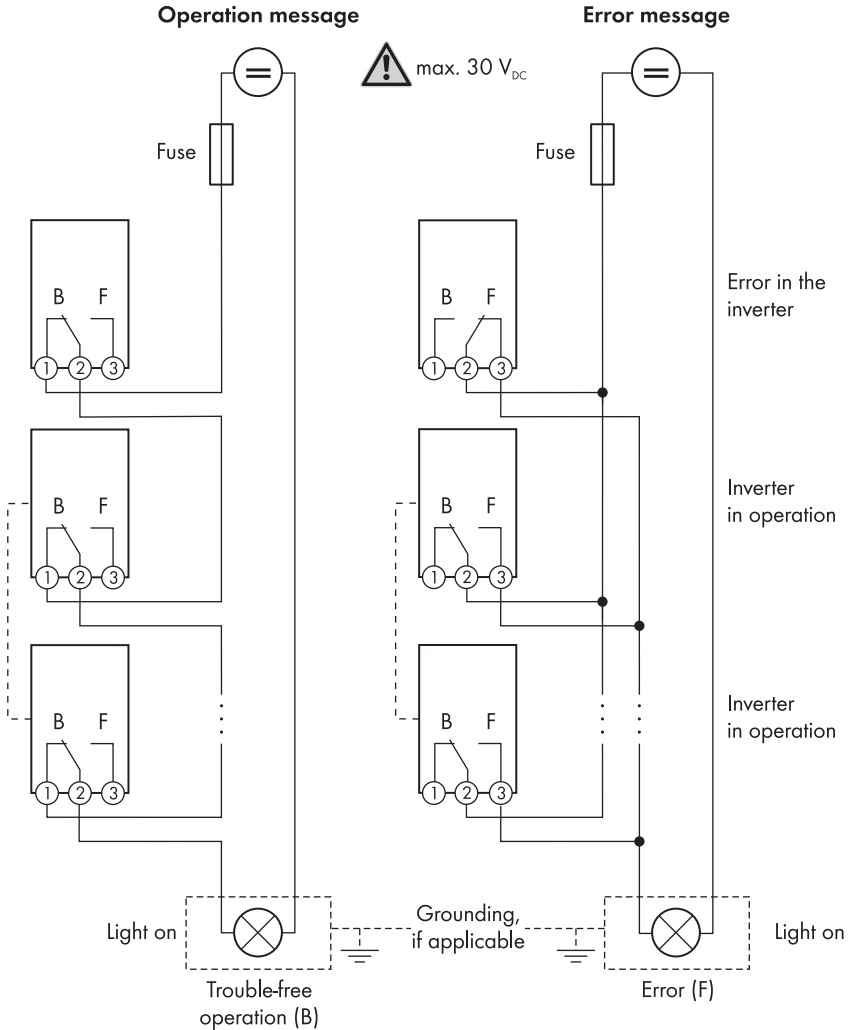 Operation message
Error message
max. 30 V_DC
Fuse
Fuse
B F
1 2 3
B F
1 2 3
Error in the
inverter
B F
1 2 3
B F
1 2 3
Inverter
in operation
B F
1 2 3
B F
1 2 3
Inverter
in operation
Light on
Grounding,
if applicable
Light on
Trouble-free
operation (B)
Error (F)